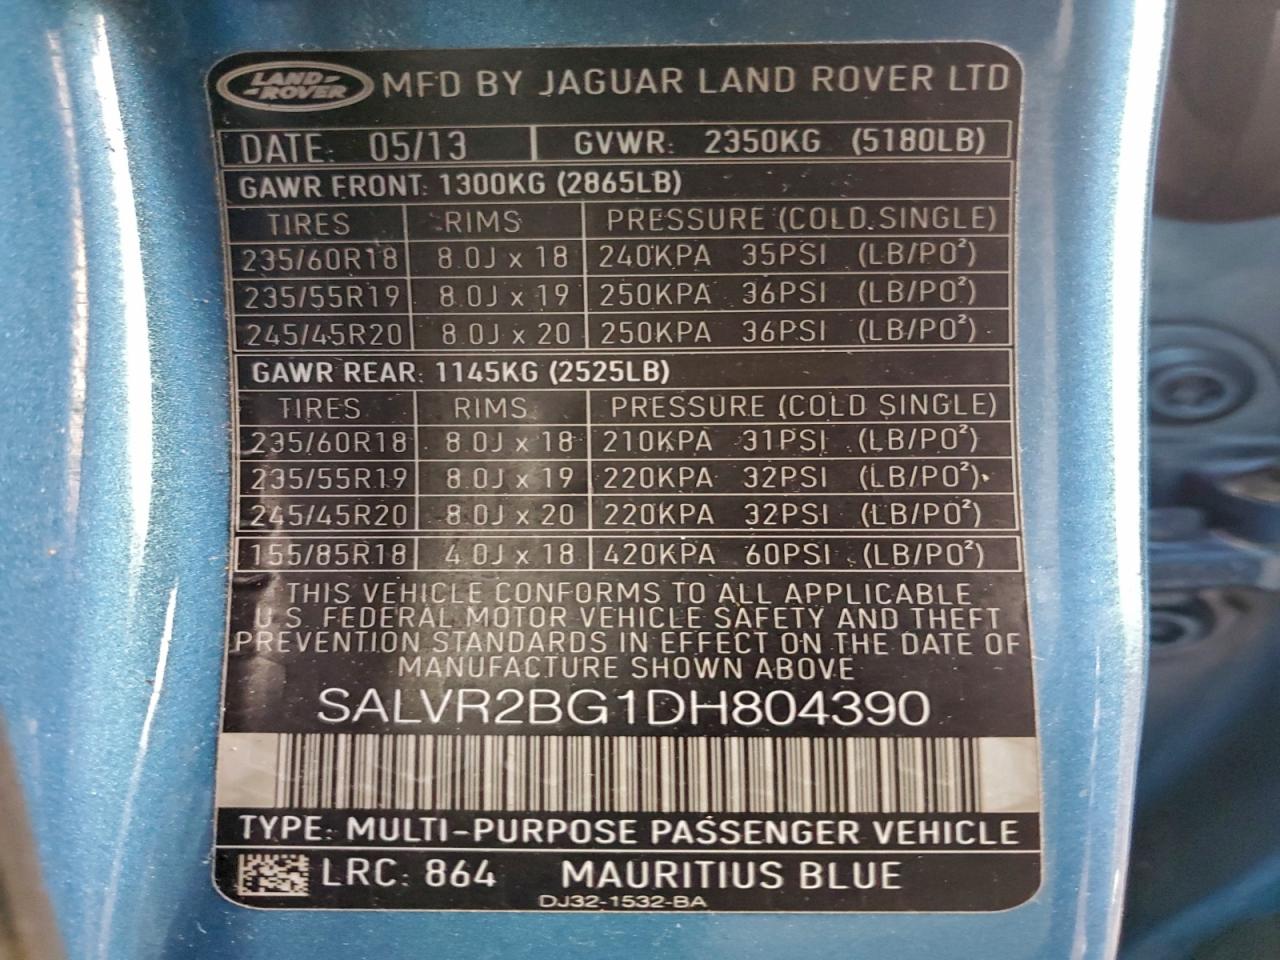 LAND-
-ROVER
MFD BY JAGUAR LAND ROVER LTD
DATE: 05/13 GVWR: 2350KG (5180LB)
GAWR FRONT: 1300KG (2865LB)
TIRES RIMS PRESSURE (COLD.SINGLE)
235/60R18 8.0J x 18 240KPA 35PSI (LB/PO²)
235/55R19 8.0J x 19 250KPA 36PSI (LB/PO²)
245/45R20 8.0J x 20 250KPA 36PSI (LB/PO²)
GAWR REAR: 1145KG (2525LB)
TIRES RIMS PRESSURE (COLD SINGLE)
235/60R18 8.0J x 18 210KPA 31PSI (LB/PO²)
235/55R19 8.0J x 19 220KPA 32PSI (LB/PO²)
245/45R20 8.0J x 20 220KPA 32PSI (LB/PO²)
155/85R18 4.0J x 18 420KPA 60PSI (LB/PO²)
THIS VEHICLE CONFORMS TO ALL APPLICABLE
U.S. FEDERAL MOTOR VEHICLE SAFETY AND THEFT
PREVENTION STANDARDS IN EFFECT ON THE DATE OF
MANUFACTURE SHOWN ABOVE
SALVR2BG1DH804390
TYPE: MULTI-PURPOSE PASSENGER VEHICLE
LRC: 864 MAURITIUS BLUE
DJ32-1532-BA